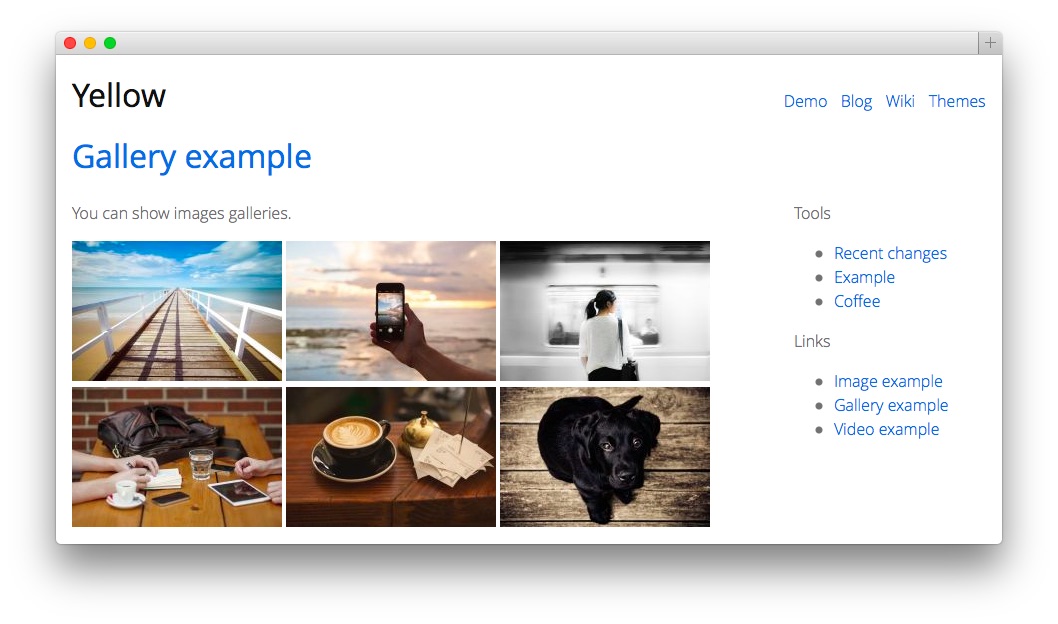 Yellow
Demo Blog Wiki Themes
Gallery example
You can show images galleries.
Tools
Recent changes
Example
Coffee
Links
Image example
Gallery example
Video example